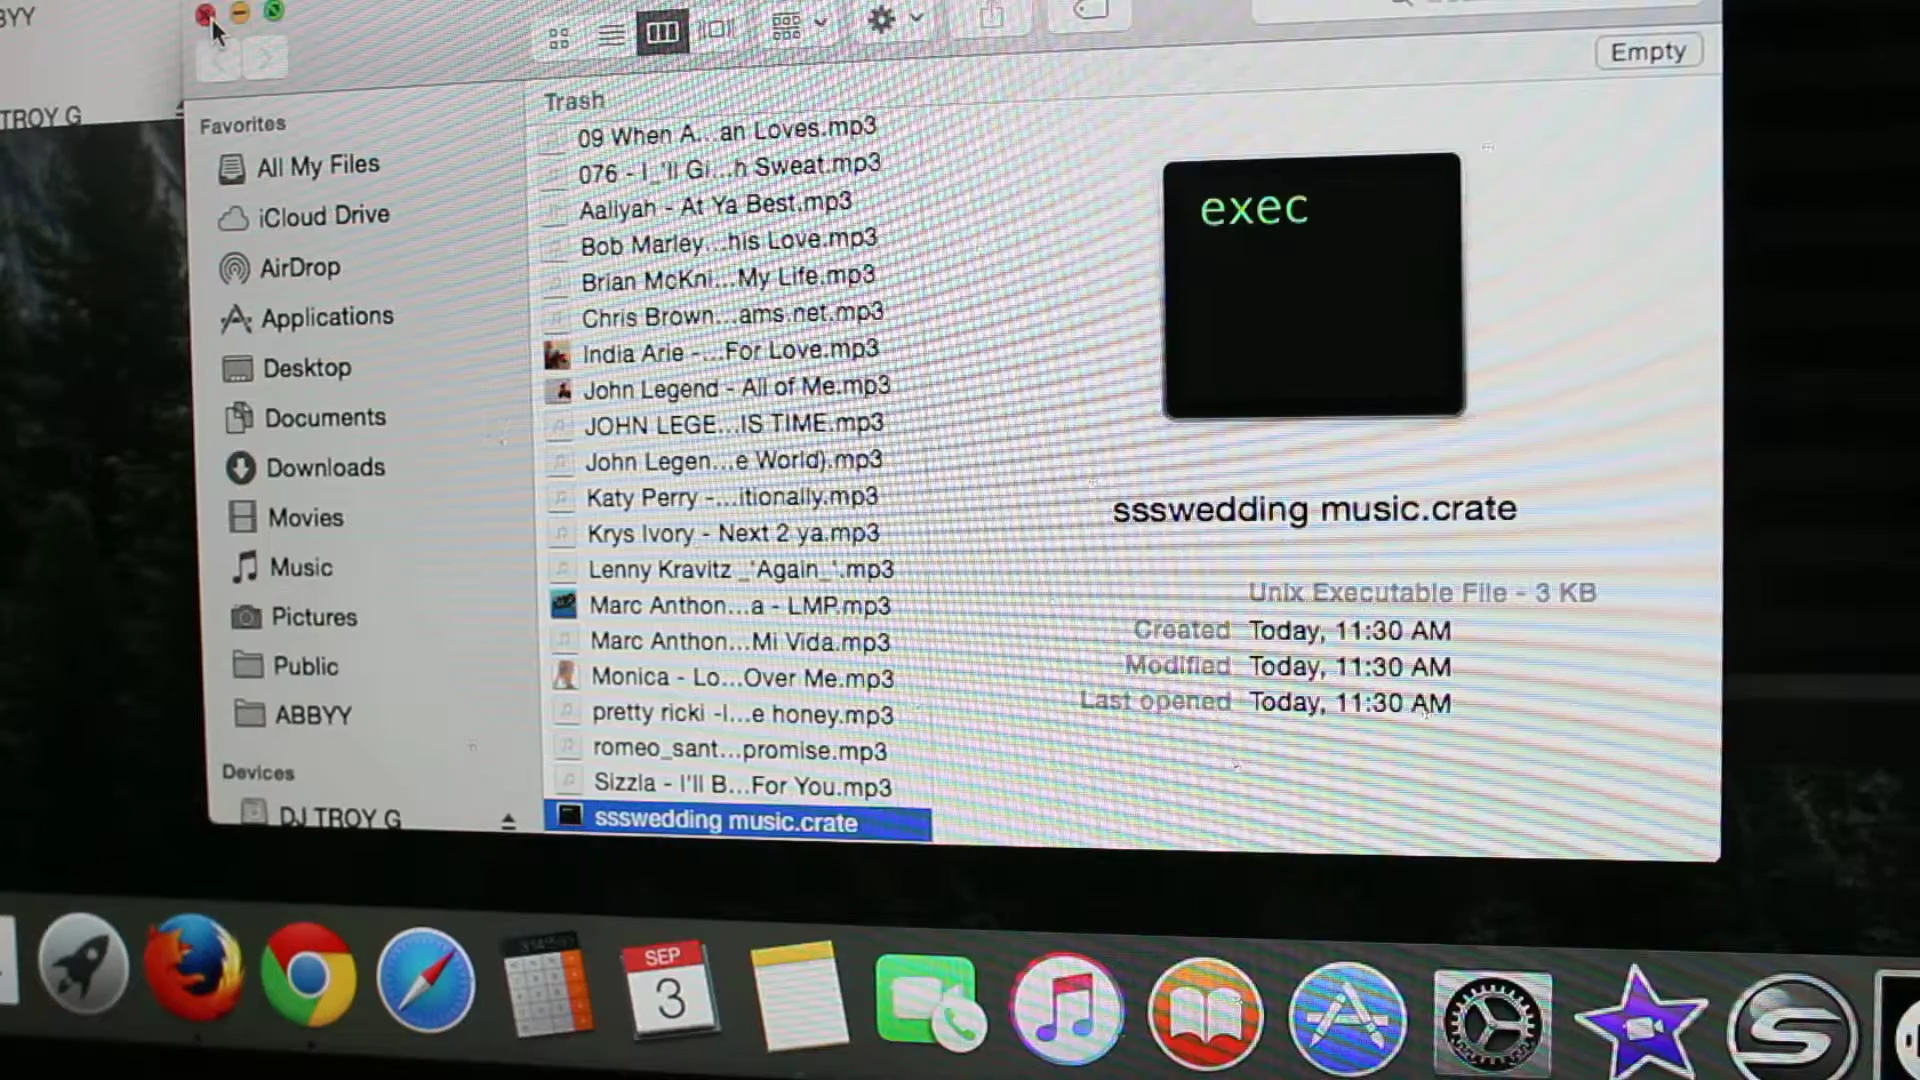 BYY
TROY G
Empty
Favorites
All My Files
iCloud Drive
AirDrop
Applications
Desktop
Documents
Downloads
Movies
Music
Pictures
Public
ABBYY
Devices
DJ TROY G
Trash
09 When A...an Loves.mp3
076 - I_'ll Gi...h Sweat.mp3
Aaliyah - At Ya Best.mp3
Bob Marley...his Love.mp3
Brian McKni...My Life.mp3
Chris Brown...ams.net.mp3
India Arie -...For Love.mp3
John Legend - All of Me.mp3
JOHN LEGE...IS TIME.mp3
John Legen...e World).mp3
Katy Perry -...itionally.mp3
Krys Ivory - Next 2 ya.mp3
Lenny Kravitz _'Again_'.mp3
Marc Anthon...a - LMP.mp3
Marc Anthon...Mi Vida.mp3
Monica - Lo...Over Me.mp3
pretty ricki -I...e honey.mp3
romeo_sant...promise.mp3
Sizzla - I'll B...For You.mp3
ssswedding music.crate
exec
ssswedding music.crate
Unix Executable File - 3 KB
Created Today, 11:30 AM
Modified Today, 11:30 AM
Last opened Today, 11:30 AM
SEP
3